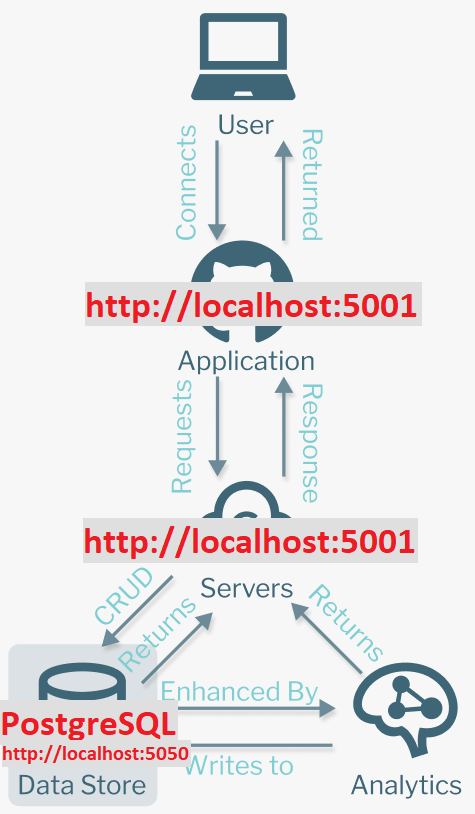 User
Connects
Returned
http://localhost:5001
Application
Requests
Response
http://localhost:5001
Servers
CRUD
Returns
Returns
Enhanced By
PostgreSQL
http://localhost:5050
Writes to
Data Store
Analytics